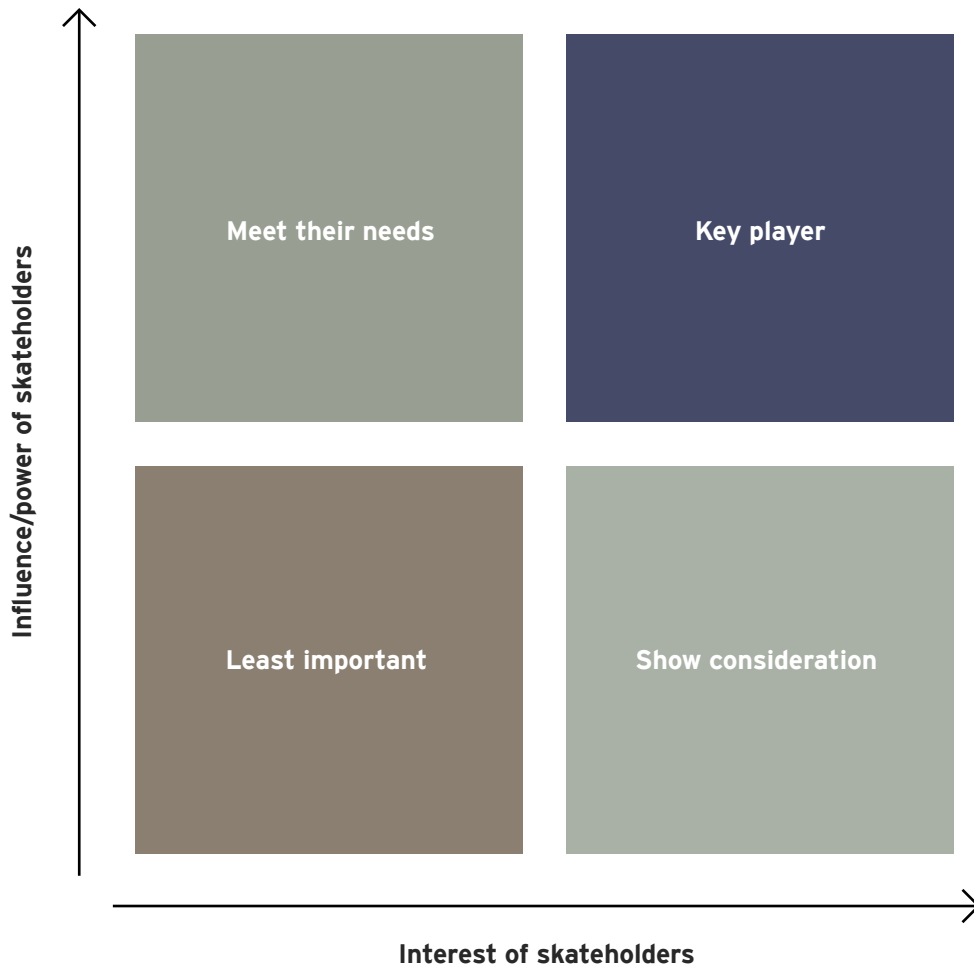 Influence/power of skateholders
Meet their needs
Key player
Least important
Show consideration
Interest of skateholders